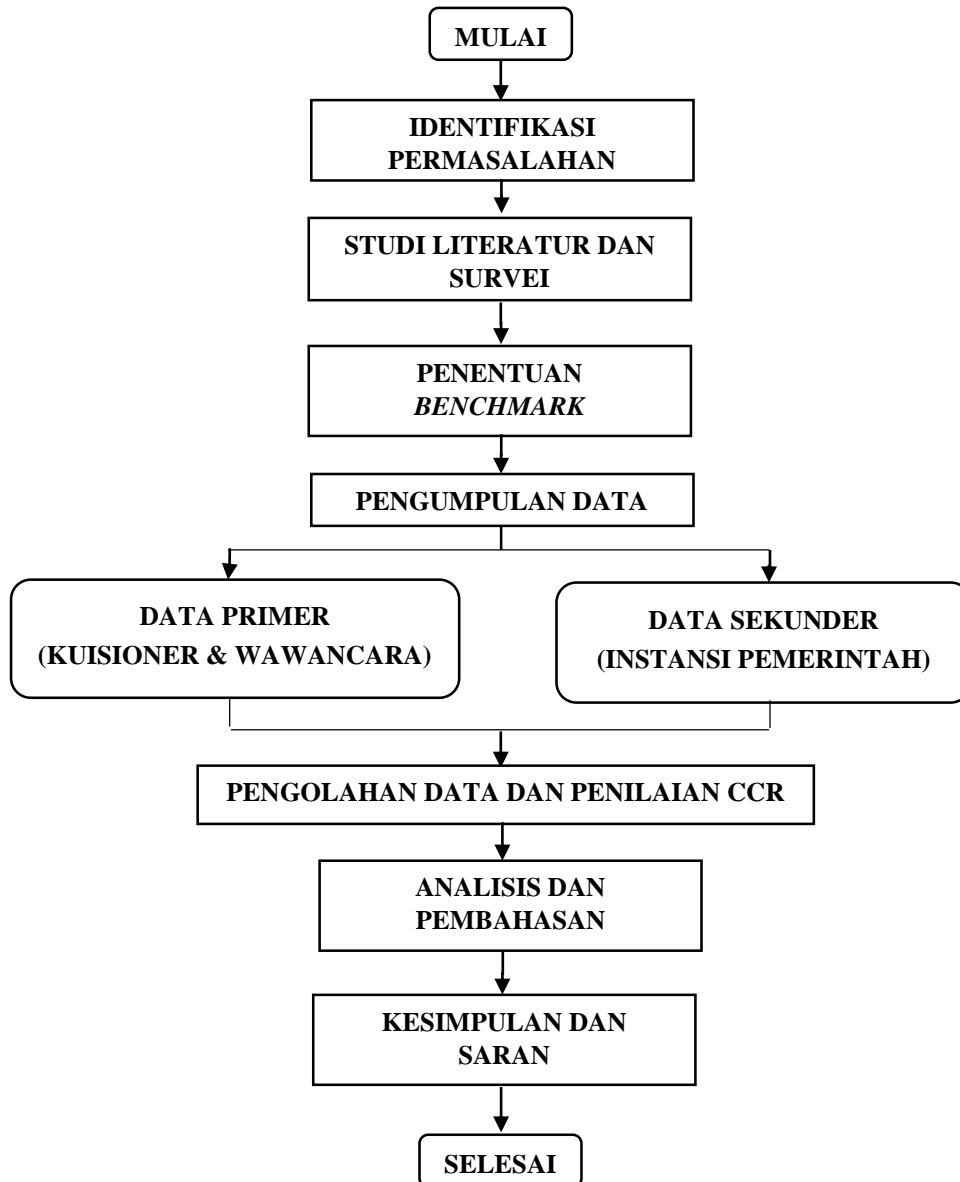 MULAI
IDENTIFIKASI
PERMASALAHAN
STUDI LITERATUR DAN
SURVEI
PENENTUAN
BENCHMARK
PENGUMPULAN DATA
DATA PRIMER
(KUISIONER & WAWANCARA)
DATA SEKUNDER
(INSTANSI PEMERINTAH)
PENGOLAHAN DATA DAN PENILAIAN CCR
ANALISIS DAN
PEMBAHASAN
KESIMPULAN DAN
SARAN
SELESAI